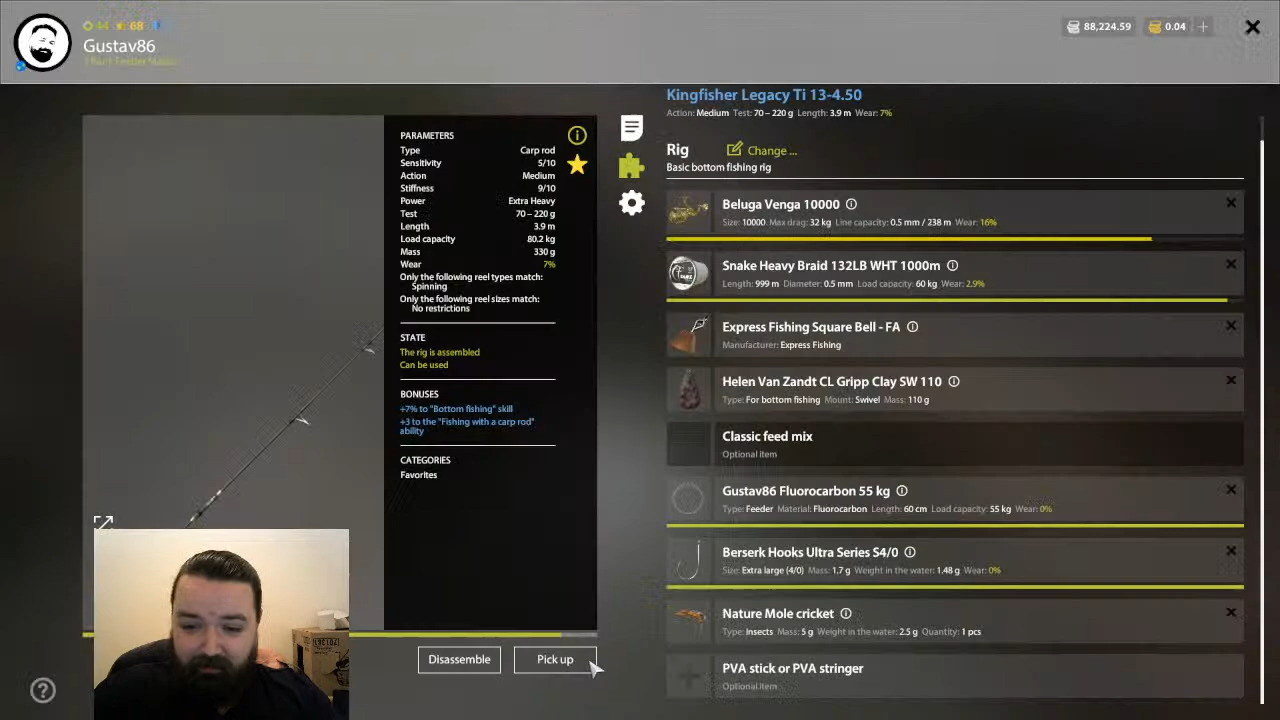 44 68
Gustav86
88,224.59 0.04 +
Kingfisher Legacy Ti 13-4.50
Action: Medium Test: 70 – 220 g Length: 3.9 m Wear: 7%
PARAMETERS
Type Carp rod
Sensitivity 5/10
Action Medium
Stiffness 9/10
Power Extra Heavy
Test 70 – 220 g
Length 3.9 m
Load capacity 80.2 kg
Mass 330 g
Wear 7%
Only the following reel types match:
Spinning
Only the following reel sizes match:
No restrictions
STATE
The rig is assembled
Can be used
BONUSES
+7% to "Bottom fishing" skill
+3 to the "Fishing with a carp rod"
ability
CATEGORIES
Favorites
Disassemble
Pick up
Rig Change ...
Basic bottom fishing rig
Beluga Venga 10000
Size: 10000 Max drag: 32 kg Line capacity: 0.5 mm / 238 m Wear: 16%
Snake Heavy Braid 132LB WHT 1000m
Length: 999 m Diameter: 0.5 mm Load capacity: 60 kg Wear: 2.9%
Express Fishing Square Bell - FA
Manufacturer: Express Fishing
Helen Van Zandt CL Gripp Clay SW 110
Type: For bottom fishing Mount: Swivel Mass: 110 g
Classic feed mix
Optional item
Gustav86 Fluorocarbon 55 kg
Type: Feeder Material: Fluorocarbon Length: 60 cm Load capacity: 55 kg Wear: 0%
Berserk Hooks Ultra Series S4/0
Size: Extra large (4/0) Mass: 1.7 g Weight in the water: 1.48 g Wear: 0%
Nature Mole cricket
Type: Insects Mass: 5 g Weight in the water: 2.5 g Quantity: 1 pcs
PVA stick or PVA stringer
Optional item